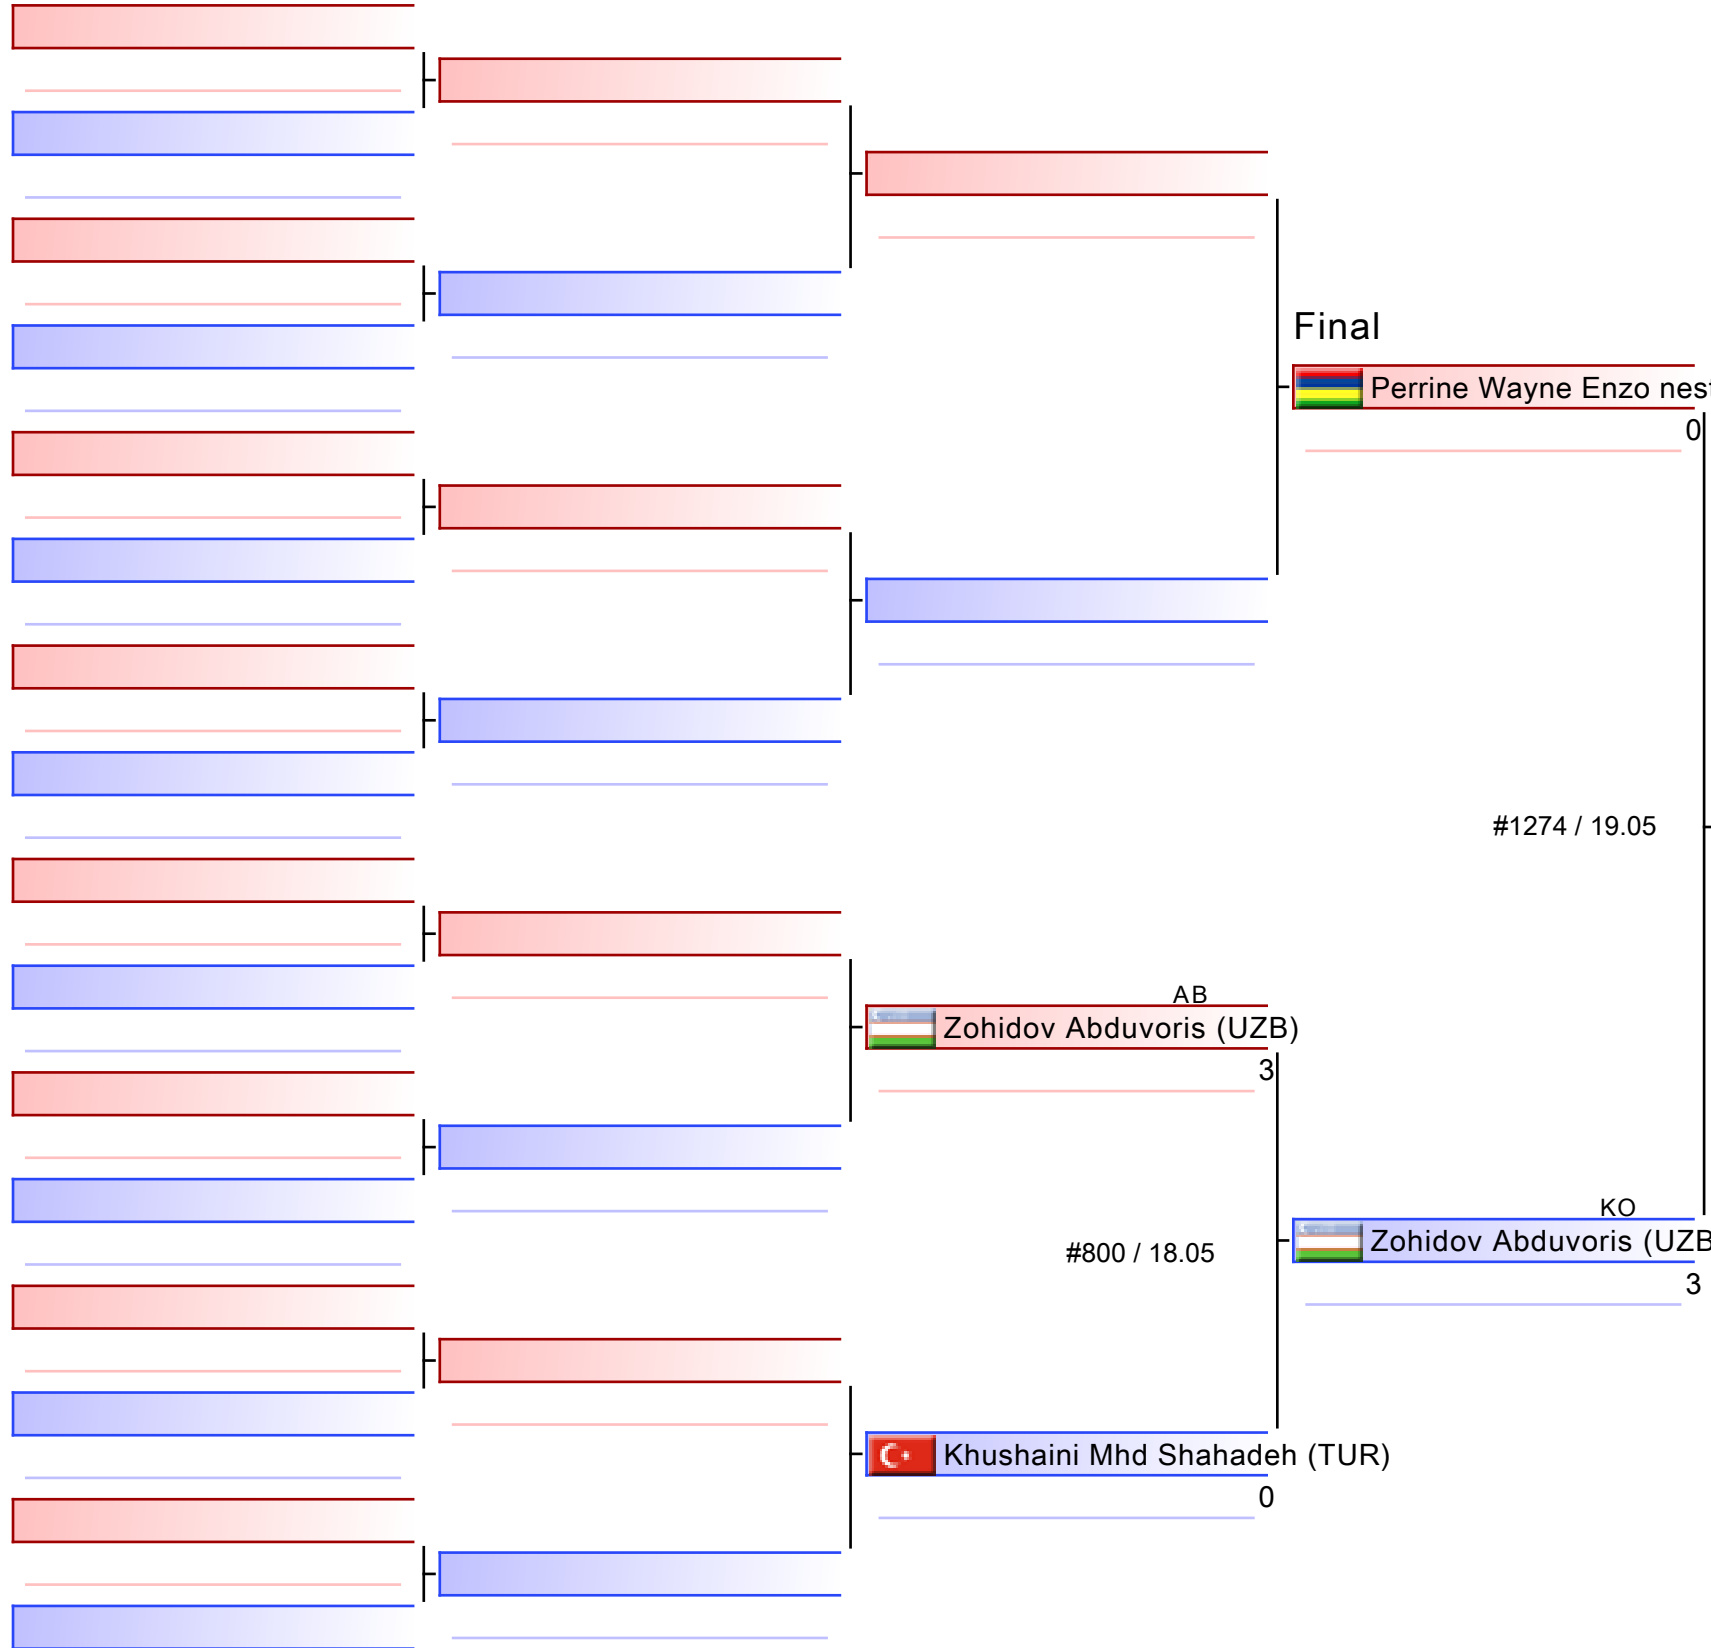 Final
Perrine Wayne Enzo
0
#1274 / 19.05
AB
Zohidov Abduvoris (UZB)
3
KO
#800 / 18.05
Zohidov Abduvoris (UZB
3
Khushaini Mhd Shahadeh (TUR)
0